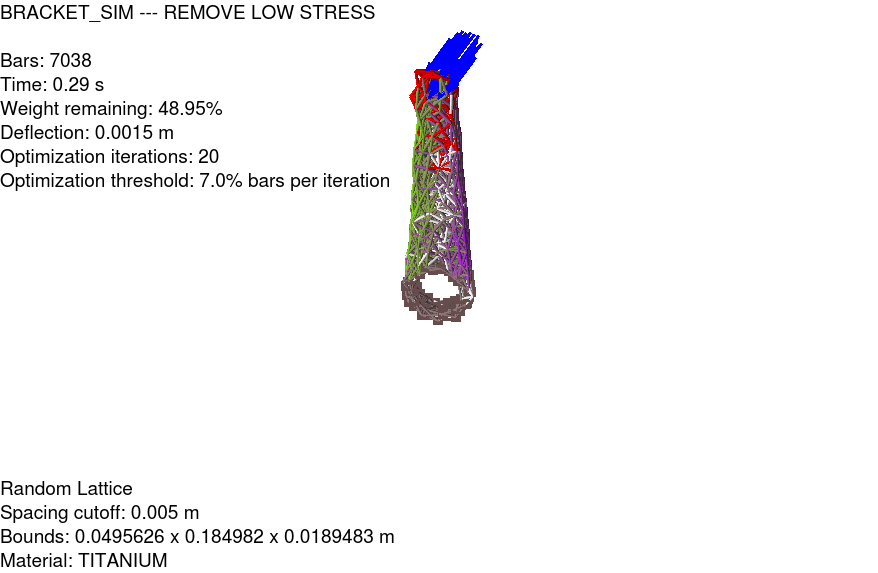 BRACKET_SIM --- REMOVE LOW STRESS
Bars: 7038
Time: 0.29 s
Weight remaining: 48.95%
Deflection: 0.0015 m
Optimization iterations: 20
Optimization threshold: 7.0% bars per iteration
Random Lattice
Spacing cutoff: 0.005 m
Bounds: 0.0495626 x 0.184982 x 0.0189483 m
Material: TITANIUM